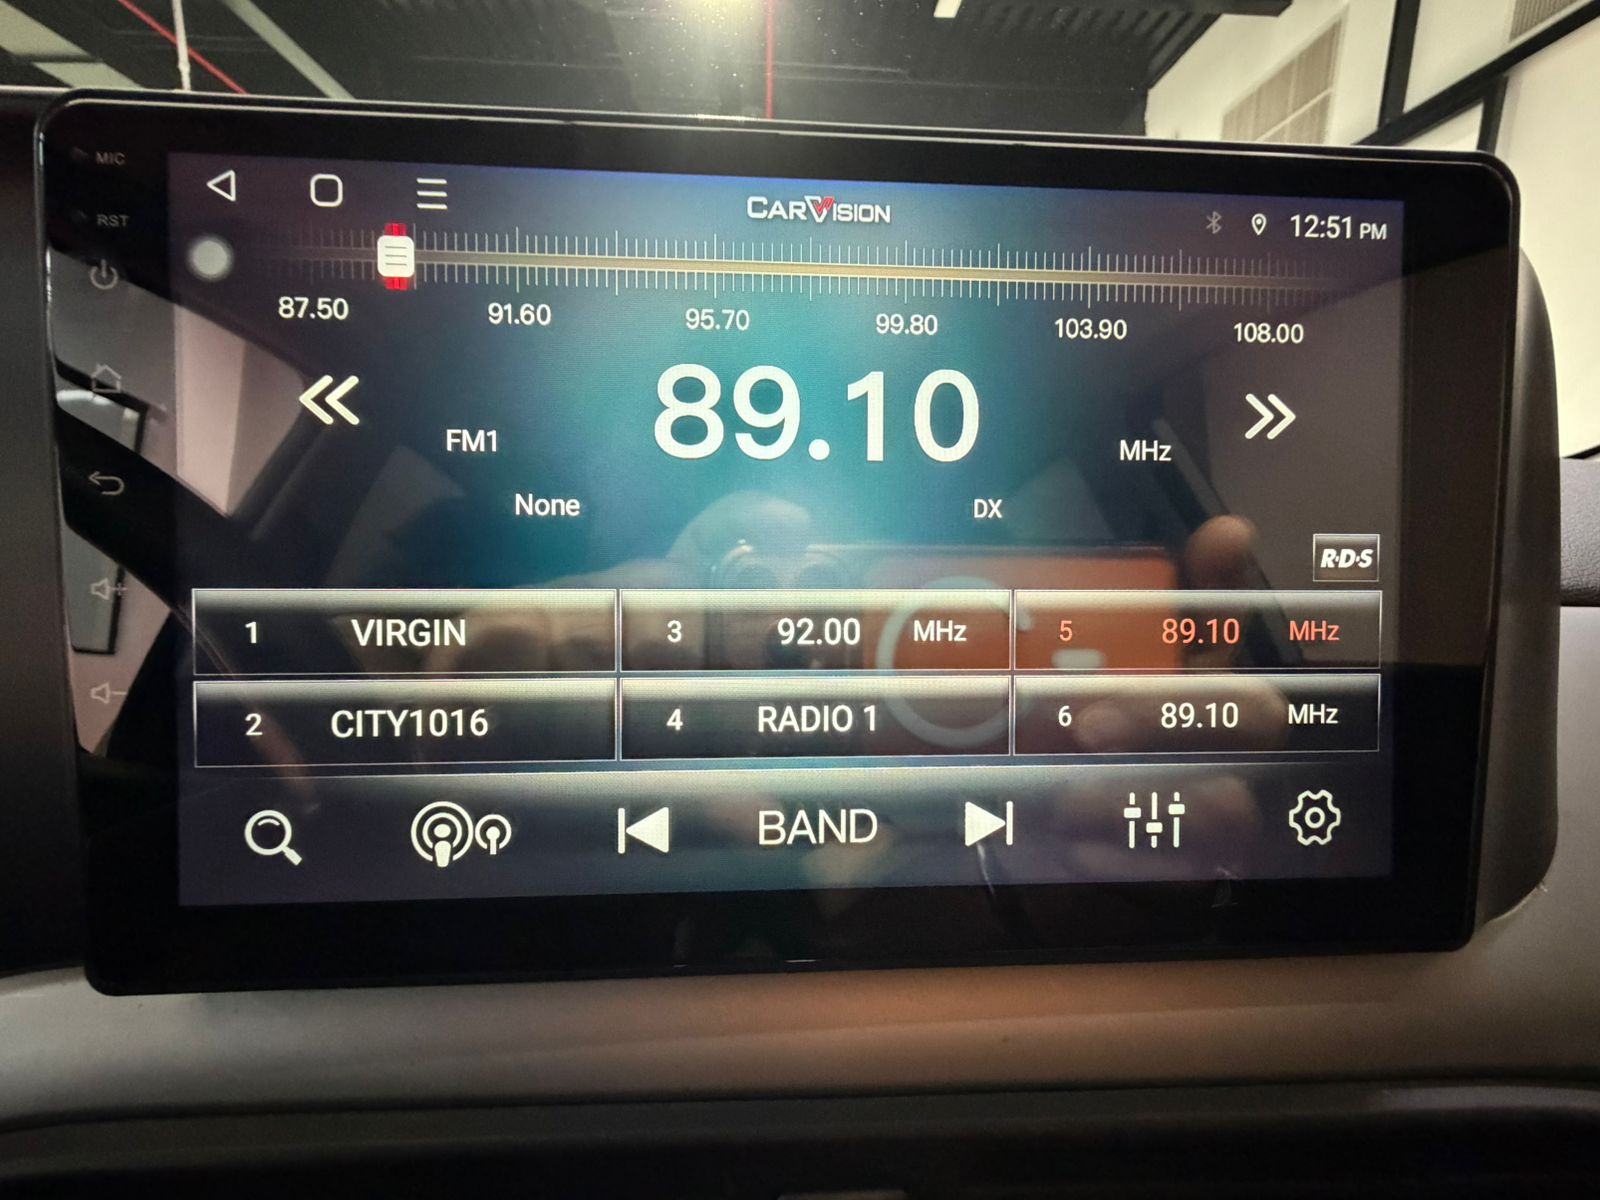 MIC
RST
CARVISION
12:51 PM
87.50 91.60 95.70 99.80 103.90 108.00
89.10
FM1 MHz
None DX
R·D·S
1 VIRGIN 3 92.00 MHz 5 89.10 MHz
2 CITY1016 4 RADIO 1 6 89.10 MHz
BAND